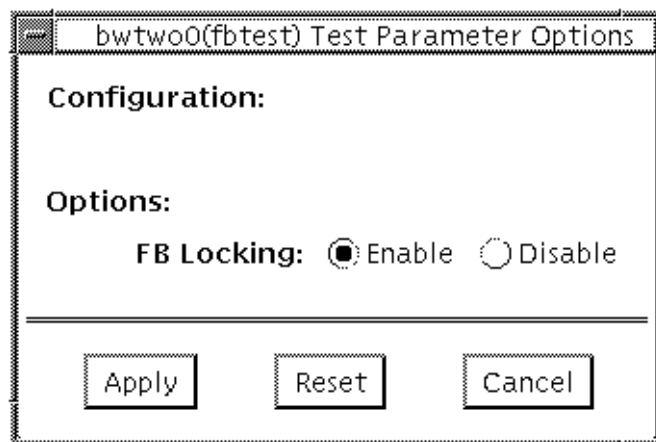 bwtwo0(fbtest) Test Parameter Options
Configuration:
Options:
FB Locking: Enable Disable
Apply Reset Cancel